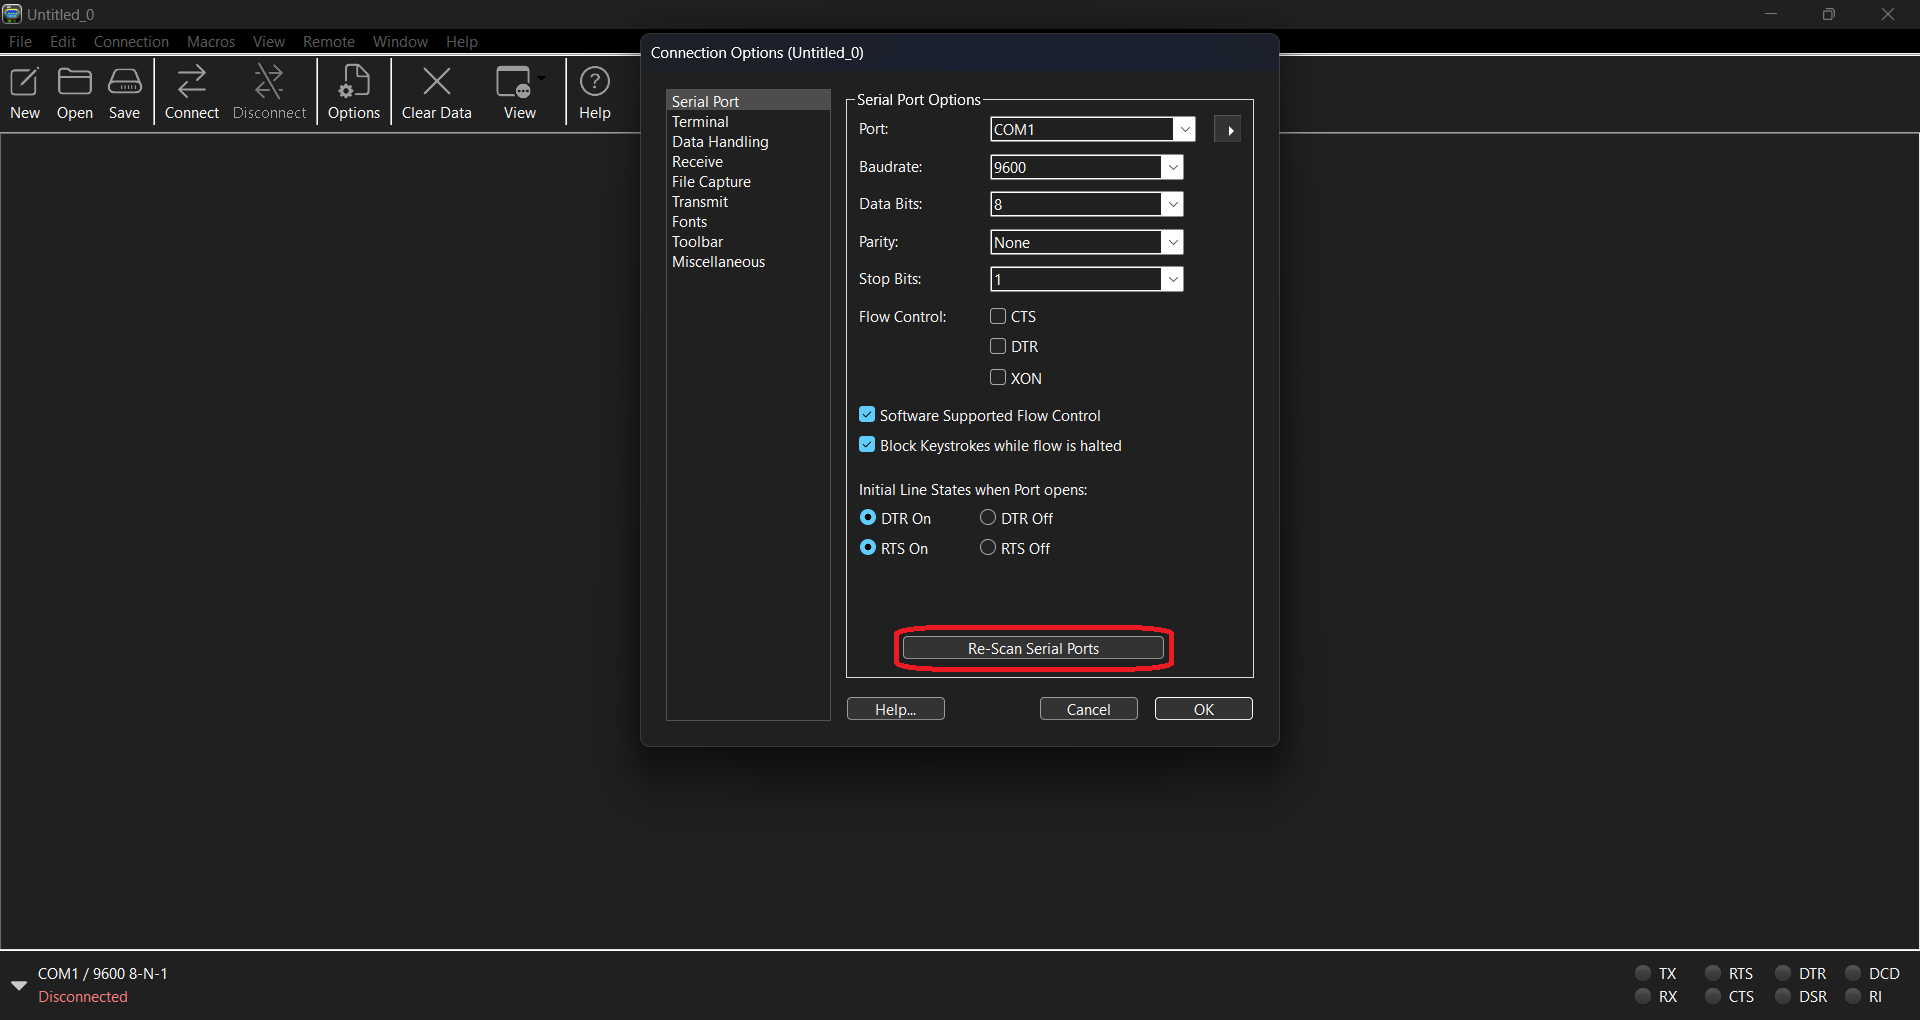 Untitled_0
File Edit Connection Macros View Remote Window Help
New Open Save Connect Disconnect Options Clear Data View Help
Connection Options (Untitled_0)
Serial Port
Terminal
Data Handling
Receive
File Capture
Transmit
Fonts
Toolbar
Miscellaneous
Serial Port Options
Port: COM1
Baudrate: 9600
Data Bits: 8
Parity: None
Stop Bits: 1
Flow Control: CTS
DTR
XON
Software Supported Flow Control
Block Keystrokes while flow is halted
Initial Line States when Port opens:
DTR On DTR Off
RTS On RTS Off
Re-Scan Serial Ports
Help... Cancel OK
COM1 / 9600 8-N-1
Disconnected
TX RTS DTR DCD
RX CTS DSR RI